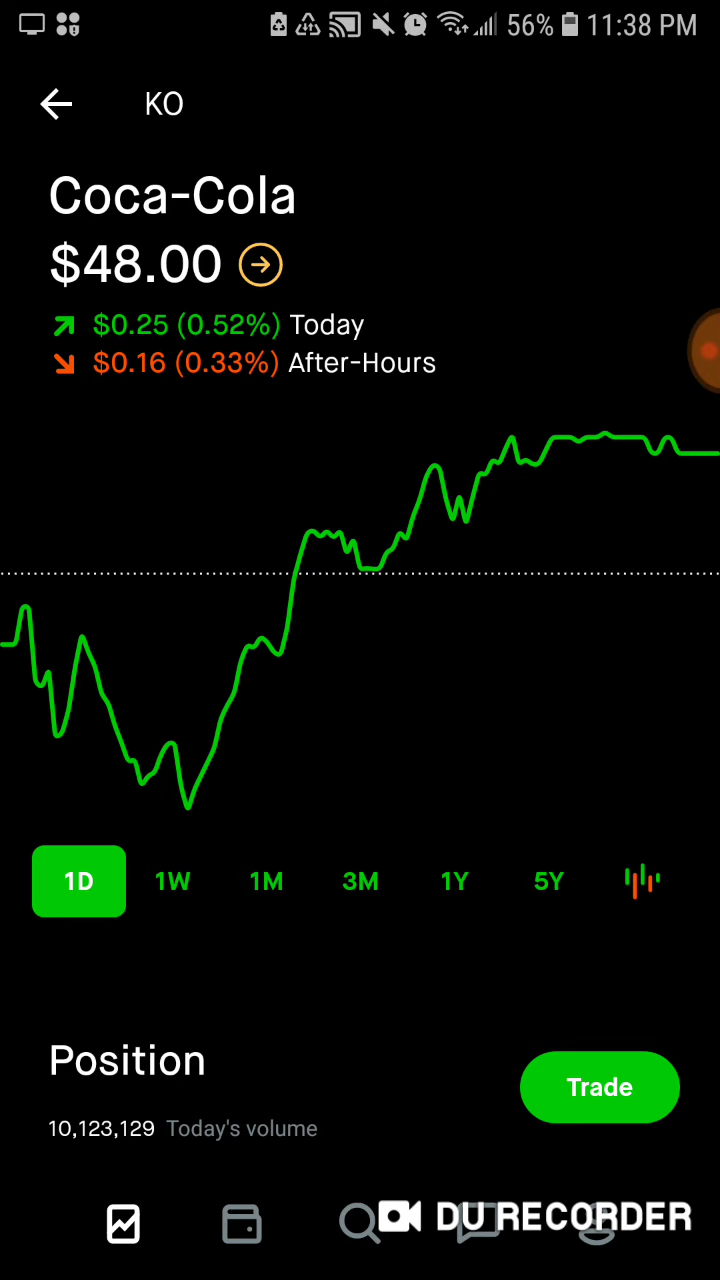 56% 11:38 PM
KO
Coca-Cola
$48.00
$0.25 (0.52%) Today
$0.16 (0.33%) After-Hours
1D 1W 1M 3M 1Y 5Y
Position
Trade
10,123,129 Today's volume
DU RECORDER